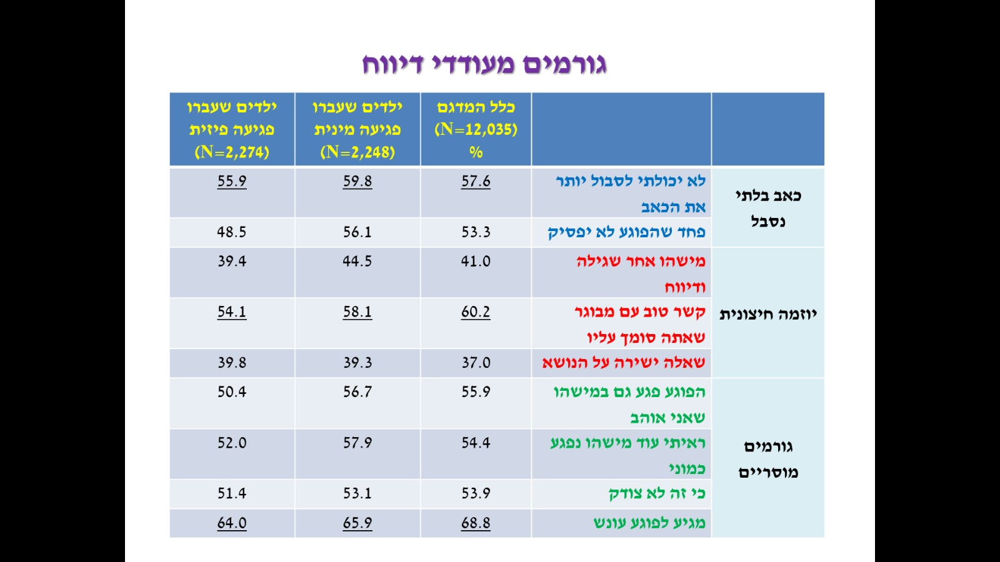 גורמים מעודדי דיווח
כלל המדגם
(N=12,035)
%
ילדים שעברו
פגיעה מינית
(N=2,248)
ילדים שעברו
פגיעה פיזית
(N=2,274)
כאב בלתי
נסבל
לא יכולתי לסבול יותר
את הכאב
57.6 59.8 55.9
פחד שהפוגע לא יפסיק 53.3 56.1 48.5
יוזמה חיצונית
מישהו אחר שגילה
ודיווח
41.0 44.5 39.4
קשר טוב עם מבוגר
שאתה סומך עליו
60.2 58.1 54.1
שאלה ישירה על הנושא 37.0 39.3 39.8
גורמים
מוסריים
הפוגע פגע גם במישהו
שאני אוהב
55.9 56.7 50.4
ראיתי עוד מישהו נפגע
כמוני
54.4 57.9 52.0
כי זה לא צודק 53.9 53.1 51.4
מגיע לפוגע עונש 68.8 65.9 64.0